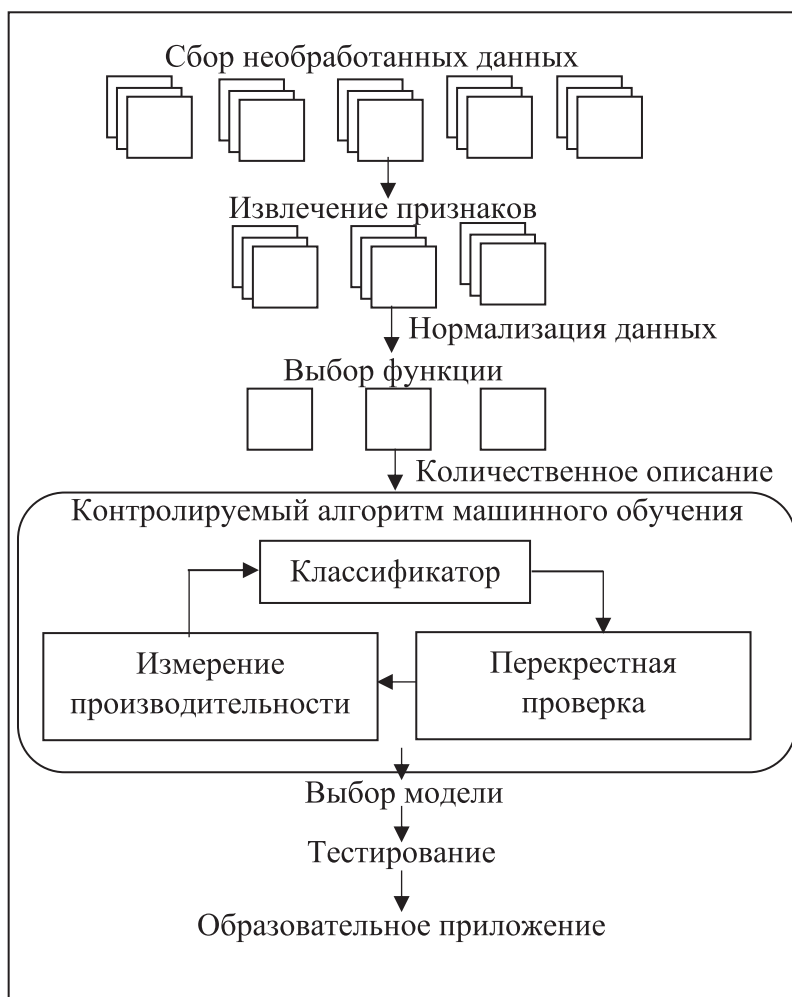 Сбор необработанных данных
Извлечение признаков
Нормализация данных
Выбор функции
Количественное описание
Контролируемый алгоритм машинного обучения
Классификатор
Измерение
производительности
Перекрестная
проверка
Выбор модели
Тестирование
Образовательное приложение